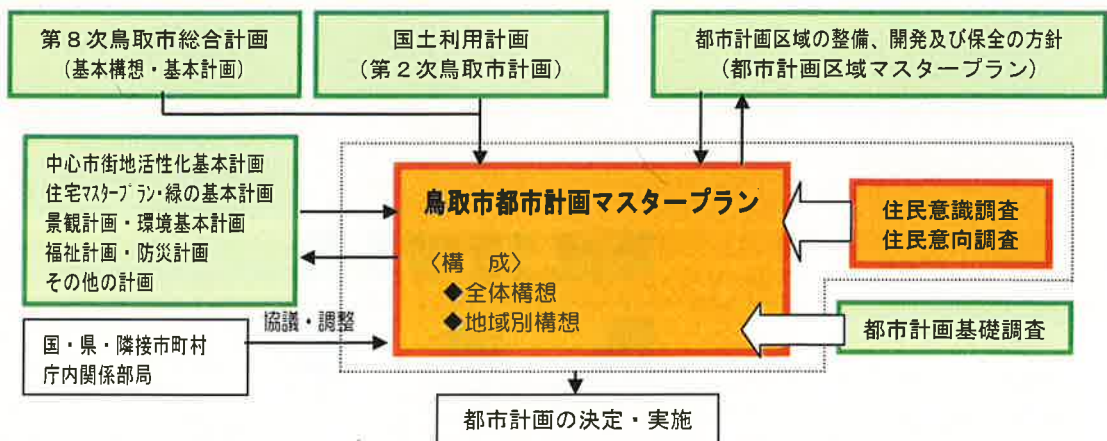 第８次鳥取市総合計画
(基本構想・基本計画)
国土利用計画
(第２次鳥取市計画)
都市計画区域の整備、開発及び保全の方針
(都市計画区域マスタープラン)
中心市街地活性化基本計画
住宅ﾏｽﾀｰﾌﾟﾗﾝ・緑の基本計画
景観計画・環境基本計画
福祉計画・防災計画
その他の計画
鳥取市都市計画マスタープラン
〈構　成〉
◆全体構想
◆地域別構想
住民意識調査
住民意向調査
都市計画基礎調査
協議・調整
国・県・隣接市町村
庁内関係部局
都市計画の決定・実施